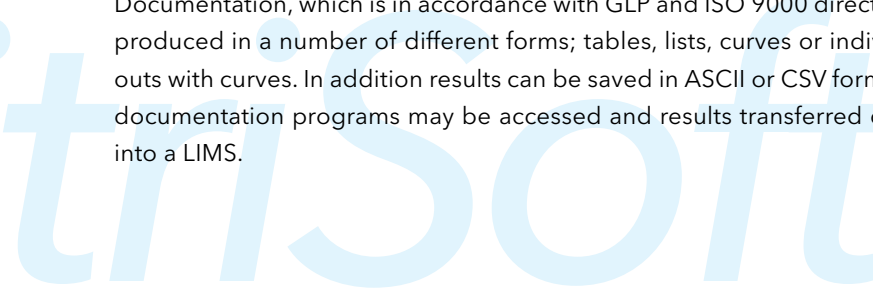 Documentation, which is in accordance with GLP and ISO 9000
produced in a number of different forms; tables, lists, curves or
outs with curves. In addition results can be saved in ASCII or CSV
documentation programs may be accessed and results transferred
into a LIMS.
triSoft